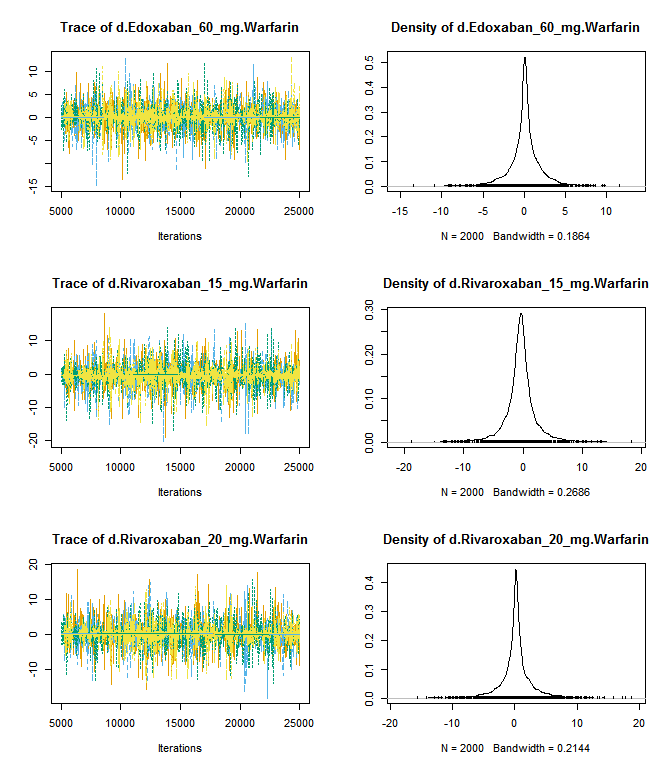 Trace of d.Edoxaban_60_mg.Warfarin
10
5
0
-5
-15
5000 10000 15000 20000 25000
Iterations
Density of d.Edoxaban_60_mg.Warfarin
0.5
0.4
0.3
0.2
0.1
0.0
-15 -10 -5 0 5 10
N = 2000 Bandwidth = 0.1864
Trace of d.Rivaroxaban_15_mg.Warfarin
10
0
-10
-20
5000 10000 15000 20000 25000
Iterations
Density of d.Rivaroxaban_15_mg.Warfarin
0.30
0.20
0.10
0.00
-20 -10 0 10 20
N = 2000 Bandwidth = 0.2686
Trace of d.Rivaroxaban_20_mg.Warfarin
20
10
0
-10
5000 10000 15000 20000 25000
Iterations
Density of d.Rivaroxaban_20_mg.Warfarin
0.4
0.3
0.2
0.1
0.0
-20 -10 0 10 20
N = 2000 Bandwidth = 0.2144